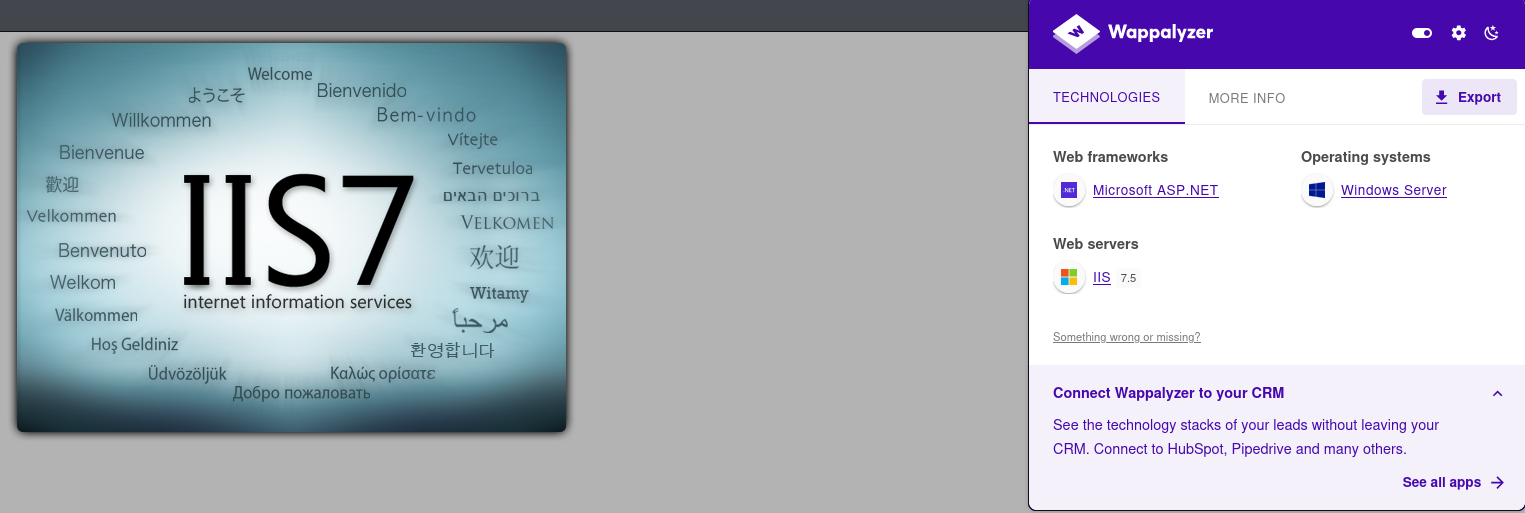 Welcome
Bienvenido
ようこそ
Bem-vindo
Willkommen
Vítejte
Bienvenue
Tervetuloa
歡迎
ברוכים הבאים
Velkommen
VELKOMEN
IIS7
Benvenuto
欢迎
Welkom
Witamy
internet information services
Välkommen
مرحباً
Hoş Geldiniz
환영합니다
Üdvözöljük
Καλώς ορίσατε
Добро пожаловать
W
Wappalyzer
TECHNOLOGIES
MORE INFO
Export
Web frameworks
Operating systems
.NET
Microsoft ASP.NET
Windows Server
Web servers
IIS 7.5
Something wrong or missing?
Connect Wappalyzer to your CRM
See the technology stacks of your leads without leaving your
CRM. Connect to HubSpot, Pipedrive and many others.
See all apps